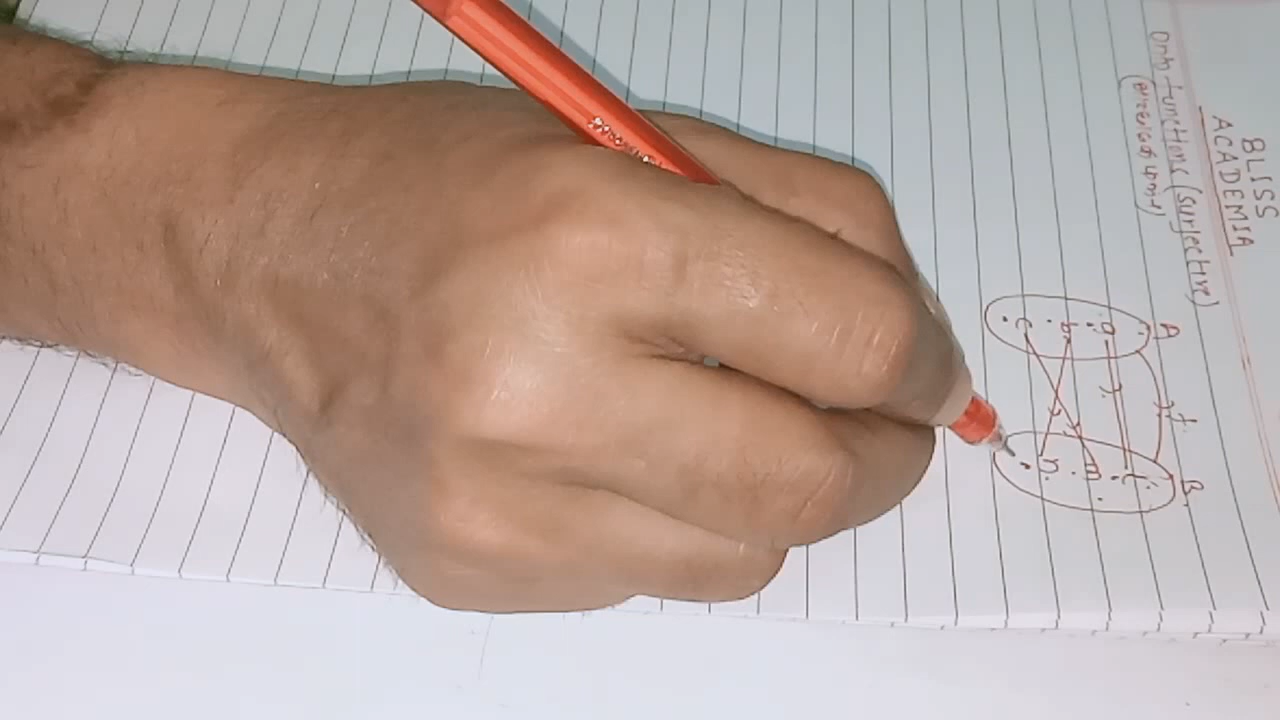 BLISS
ACADEMIA
Onto functions (surjective)
A f B
a l
b m
c n